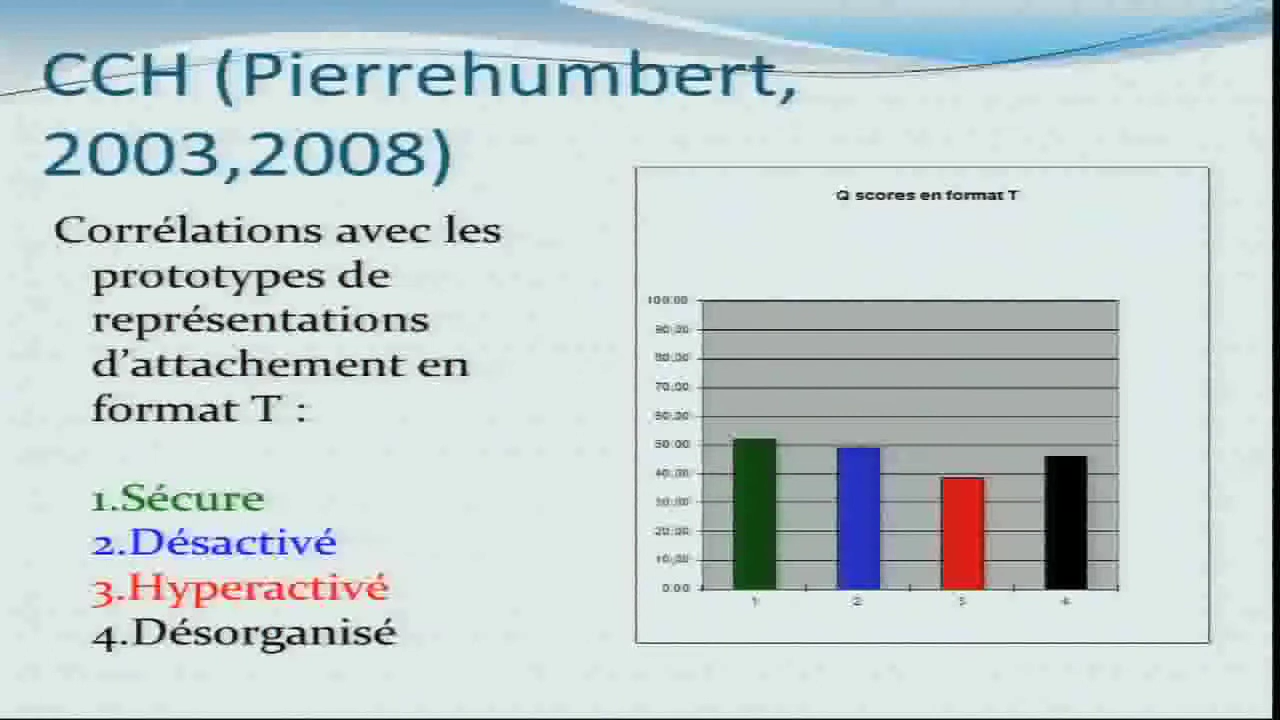 CCH (Pierrehumbert,
2003,2008)
Corrélations avec les
prototypes de
représentations
d'attachement en
format T :
1.Sécure
2.Désactivé
3.Hyperactivé
4.Désorganisé
Q scores en format T
100.00
90.00
80.00
70.00
60.00
50.00
40.00
30.00
20.00
10.00
0.00
1 2 3 4